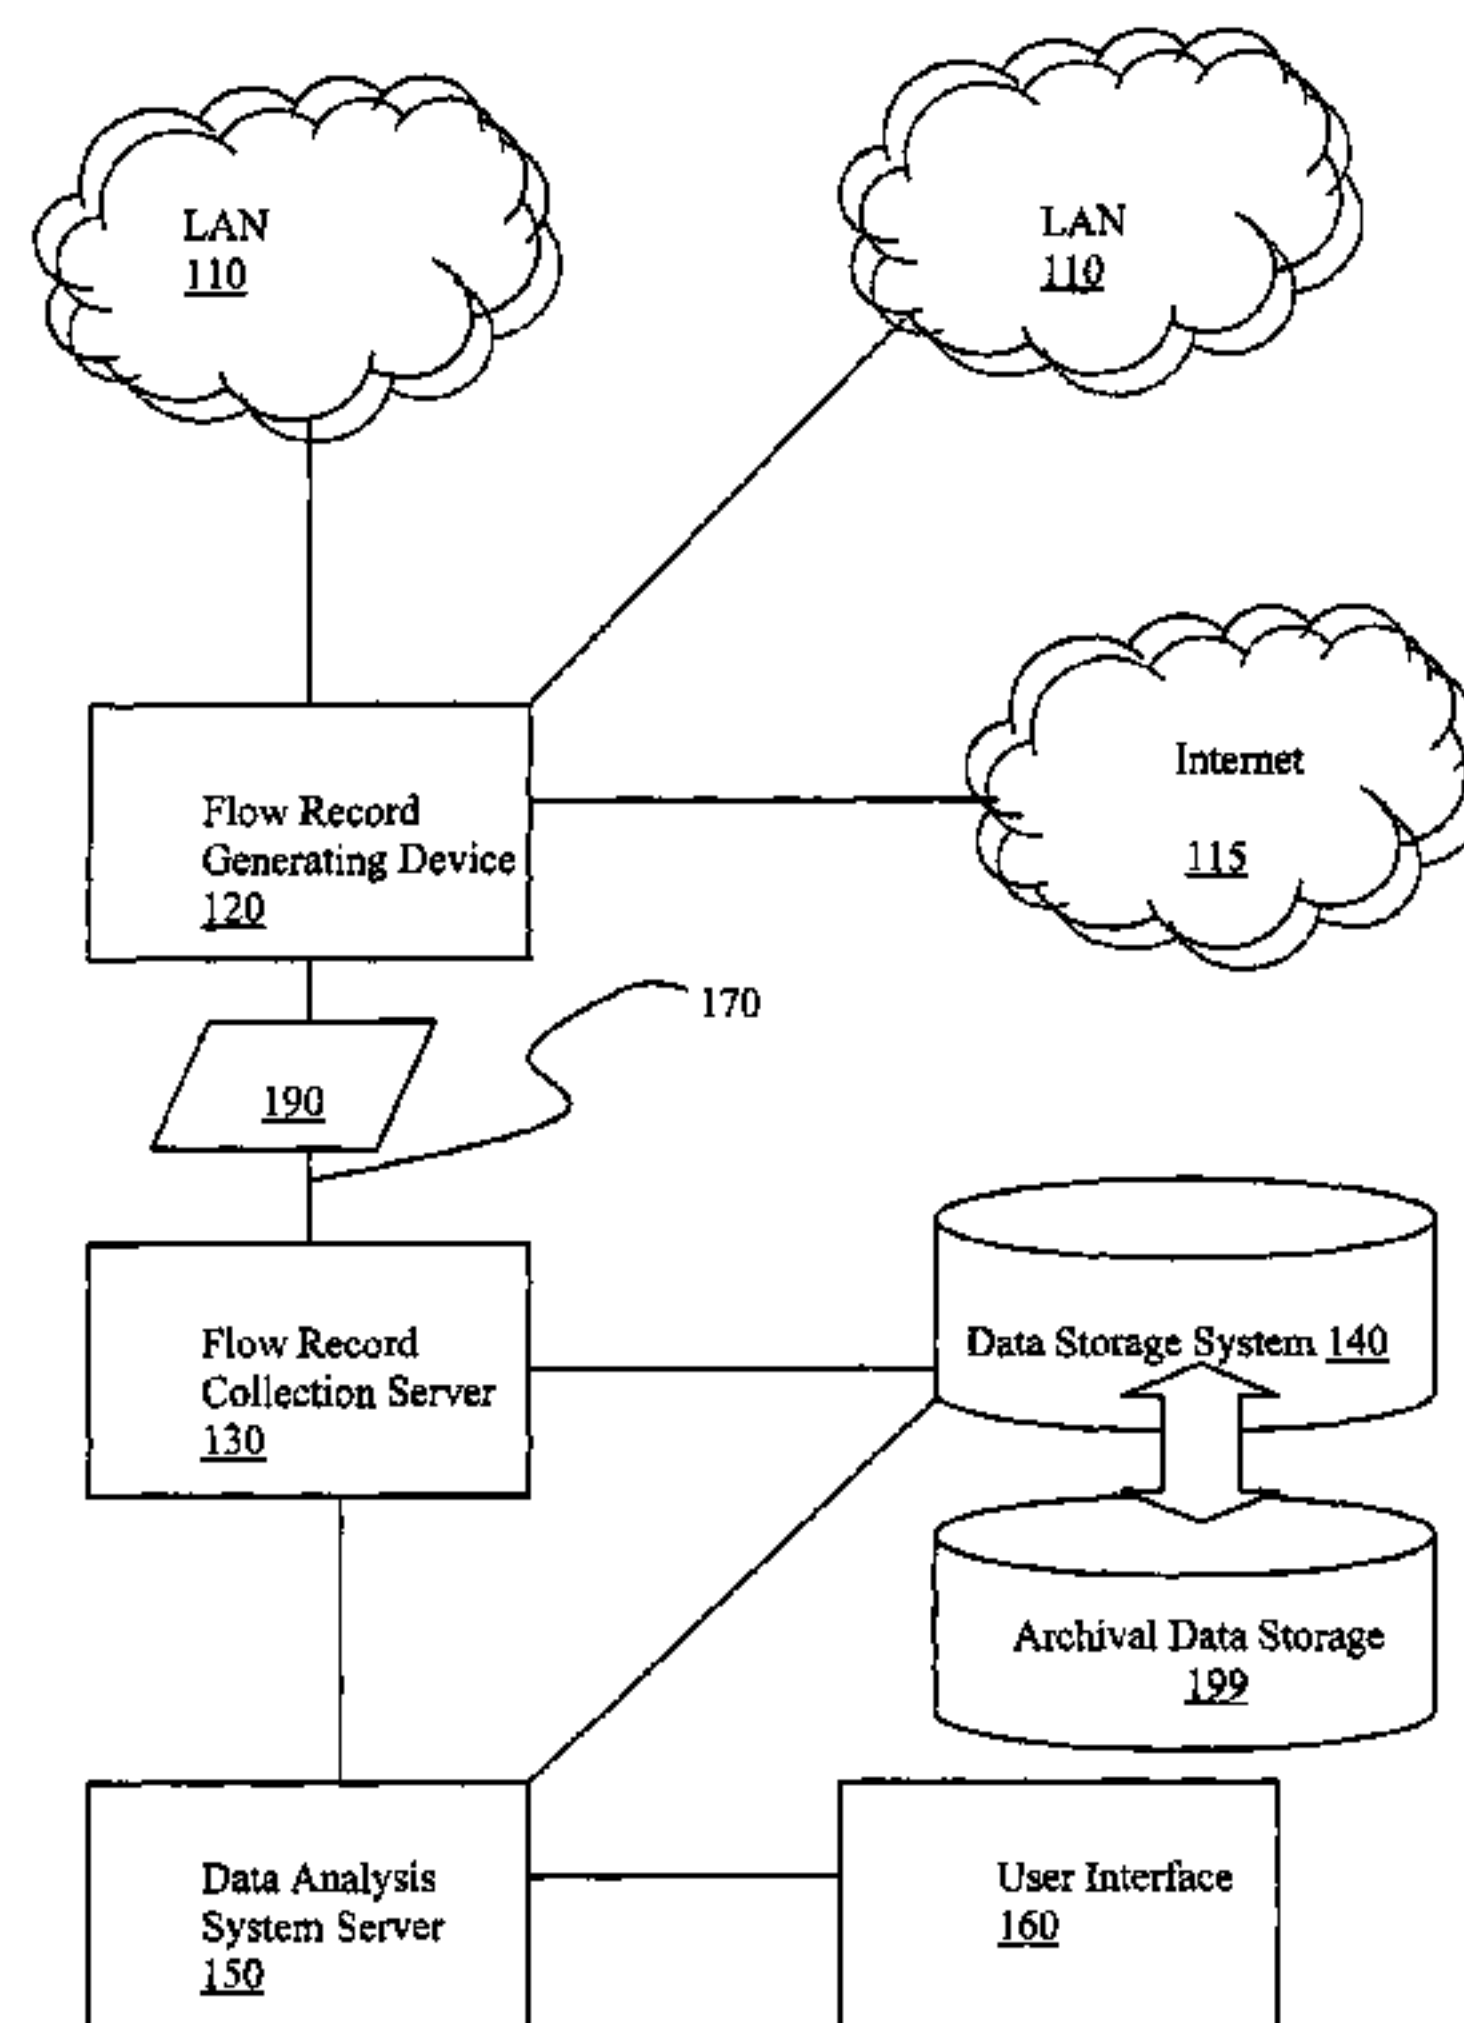 LAN
110
LAN
110
Internet
115
Flow Record
Generating Device
120
170
190
Flow Record
Collection Server
130
Data Storage System 140
Archival Data Storage
199
Data Analysis
System Server
150
User Interface
160